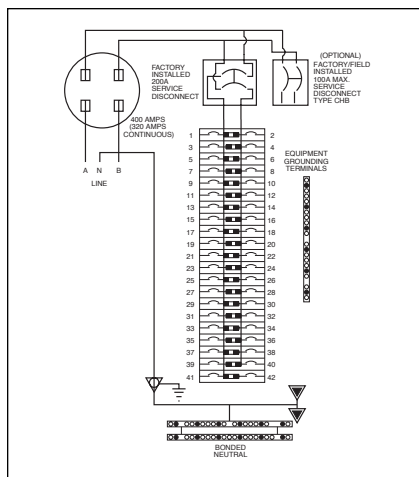 FACTORY
INSTALLED
200A
SERVICE
DISCONNECT
(OPTIONAL)
FACTORY/FIELD
INSTALLED
100A MAX.
SERVICE
DISCONNECT
TYPE CHB
400 AMPS
(320 AMPS
CONTINUOUS)
A N B
LINE
EQUIPMENT
GROUNDING
TERMINALS
1 2
3 4
5 6
7 8
9 10
11 12
13 14
15 16
17 18
19 20
21 22
23 24
25 26
27 28
29 30
31 32
33 34
35 36
37 38
39 40
41 42
BONDED
NEUTRAL